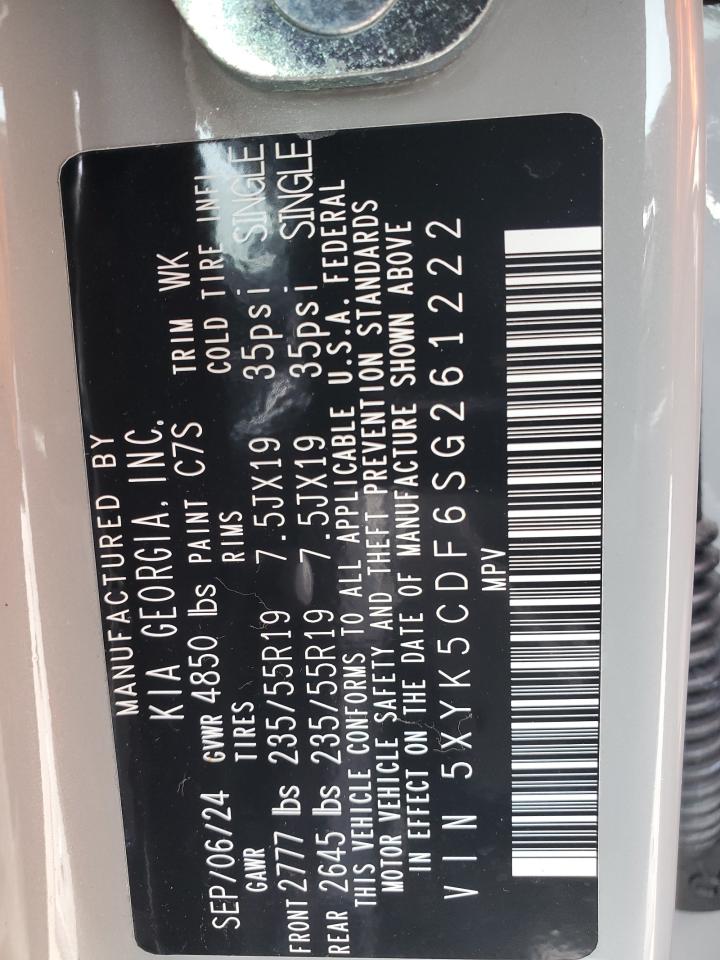 MANUFACTURED BY
KIA GEORGIA, INC.
SEP/06/24 GVWR 4850 lbs PAINT C7S TRIM WK
GAWR TIRES RIMS COLD TIRE INFL
FRONT 2777 lbs 235/55R19 7.5JX19 35psi SINGLE
REAR 2645 lbs 235/55R19 7.5JX19 35psi SINGLE
THIS VEHICLE CONFORMS TO ALL APPLICABLE U.S.A. FEDERAL
MOTOR VEHICLE SAFETY AND THEFT PREVENTION STANDARDS
IN EFFECT ON THE DATE OF MANUFACTURE SHOWN ABOVE
VIN 5XYK5CDF6SG261222
MPV